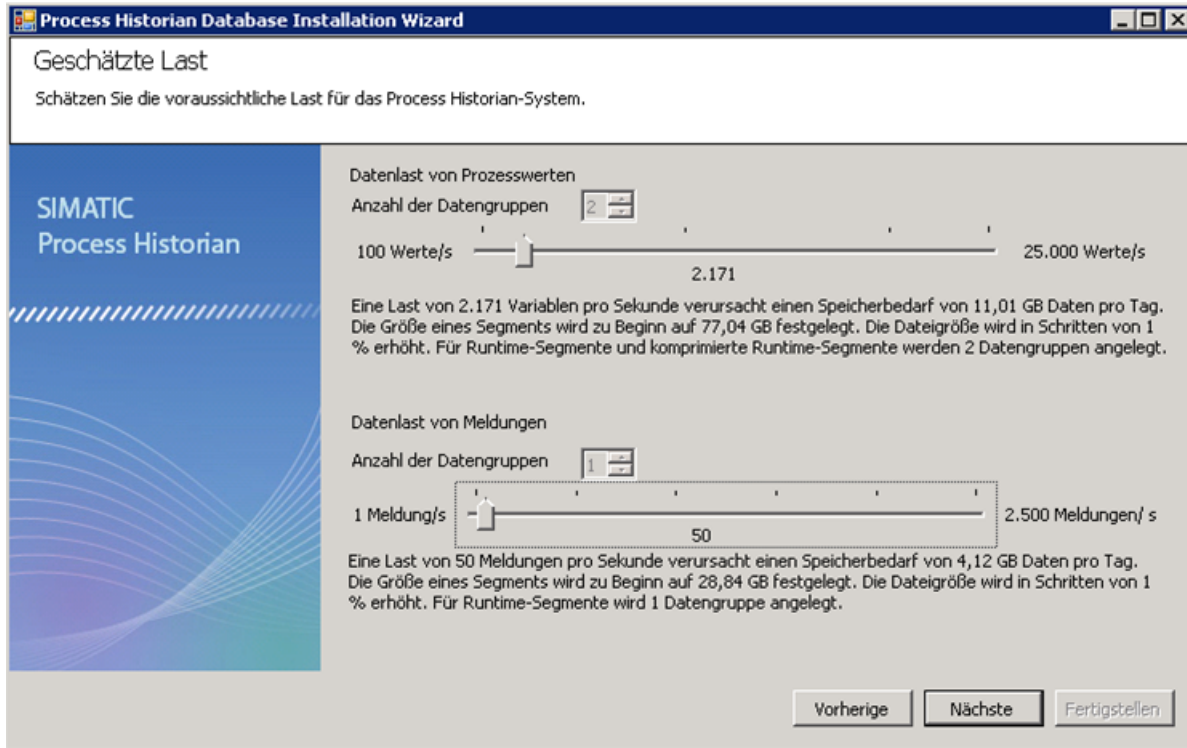 Process Historian Database Installation Wizard
Geschätzte Last
Schätzen Sie die voraussichtliche Last für das Process Historian-System.
SIMATIC
Process Historian
Datenlast von Prozesswerten
Anzahl der Datengruppen 2
100 Werte/s 25.000 Werte/s
2.171
Eine Last von 2.171 Variablen pro Sekunde verursacht einen Speicherbedarf von 11,01 GB Daten pro Tag.
Die Größe eines Segments wird zu Beginn auf 77,04 GB festgelegt. Die Dateigröße wird in Schritten von 1
% erhöht. Für Runtime-Segmente und komprimierte Runtime-Segmente werden 2 Datengruppen angelegt.
Datenlast von Meldungen
Anzahl der Datengruppen 1
1 Meldung/s 2.500 Meldungen/ s
50
Eine Last von 50 Meldungen pro Sekunde verursacht einen Speicherbedarf von 4,12 GB Daten pro Tag.
Die Größe eines Segments wird zu Beginn auf 28,84 GB festgelegt. Die Dateigröße wird in Schritten von 1
% erhöht. Für Runtime-Segmente wird 1 Datengruppe angelegt.
Vorherige Nächste Fertigstellen